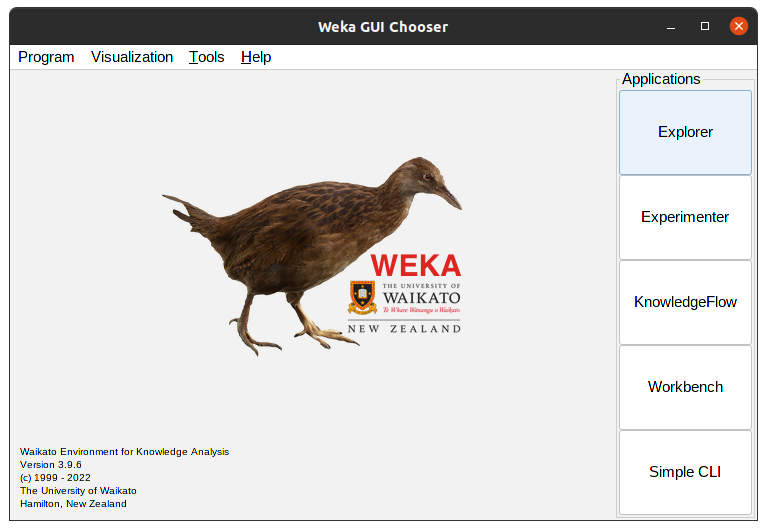 Weka GUI Chooser
Program Visualization Tools Help
Applications
Explorer
Experimenter
KnowledgeFlow
Workbench
Simple CLI
WEKA
THE UNIVERSITY OF
WAIKATO
Te Whare Wānanga o Waikato
NEW ZEALAND
Waikato Environment for Knowledge Analysis
Version 3.9.6
(c) 1999 - 2022
The University of Waikato
Hamilton, New Zealand